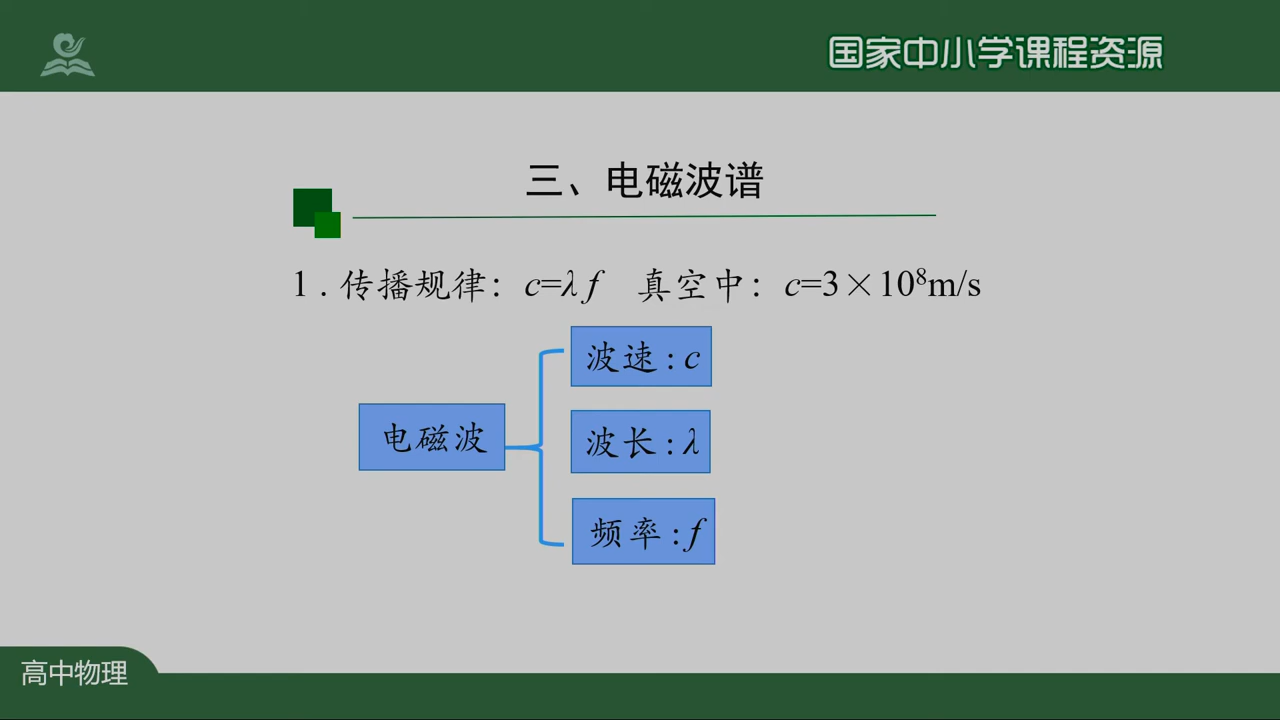 国家中小学课程资源
三、电磁波谱
1.传播规律：c=λf 真空中：c=3×10⁸m/s
波速:c
电磁波
波长:λ
频率:f
高中物理